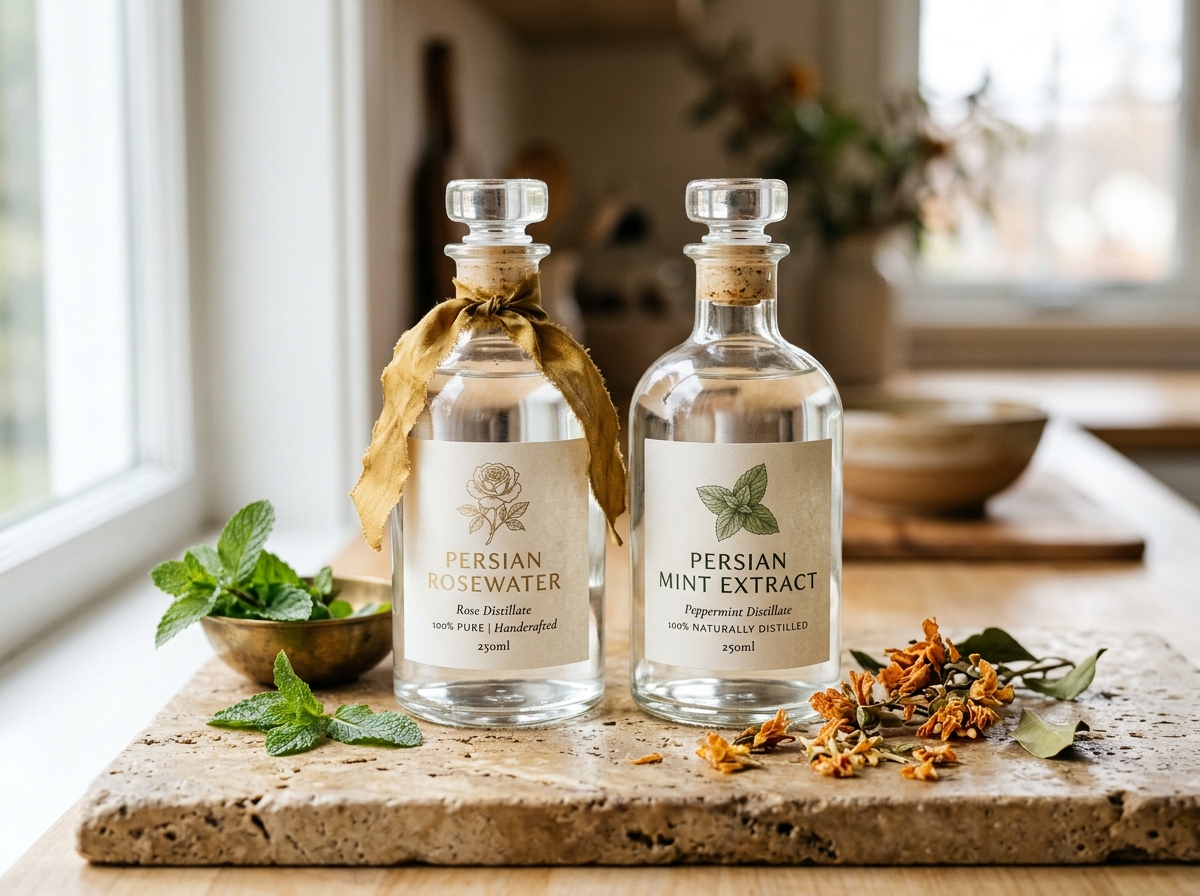 PERSIAN
ROSEWATER
Rose Distillate
100% PURE | Handcrafted
250ml
PERSIAN
MINT EXTRACT
Peppermint Distillate
100% NATURALLY DISTILLED
250ml